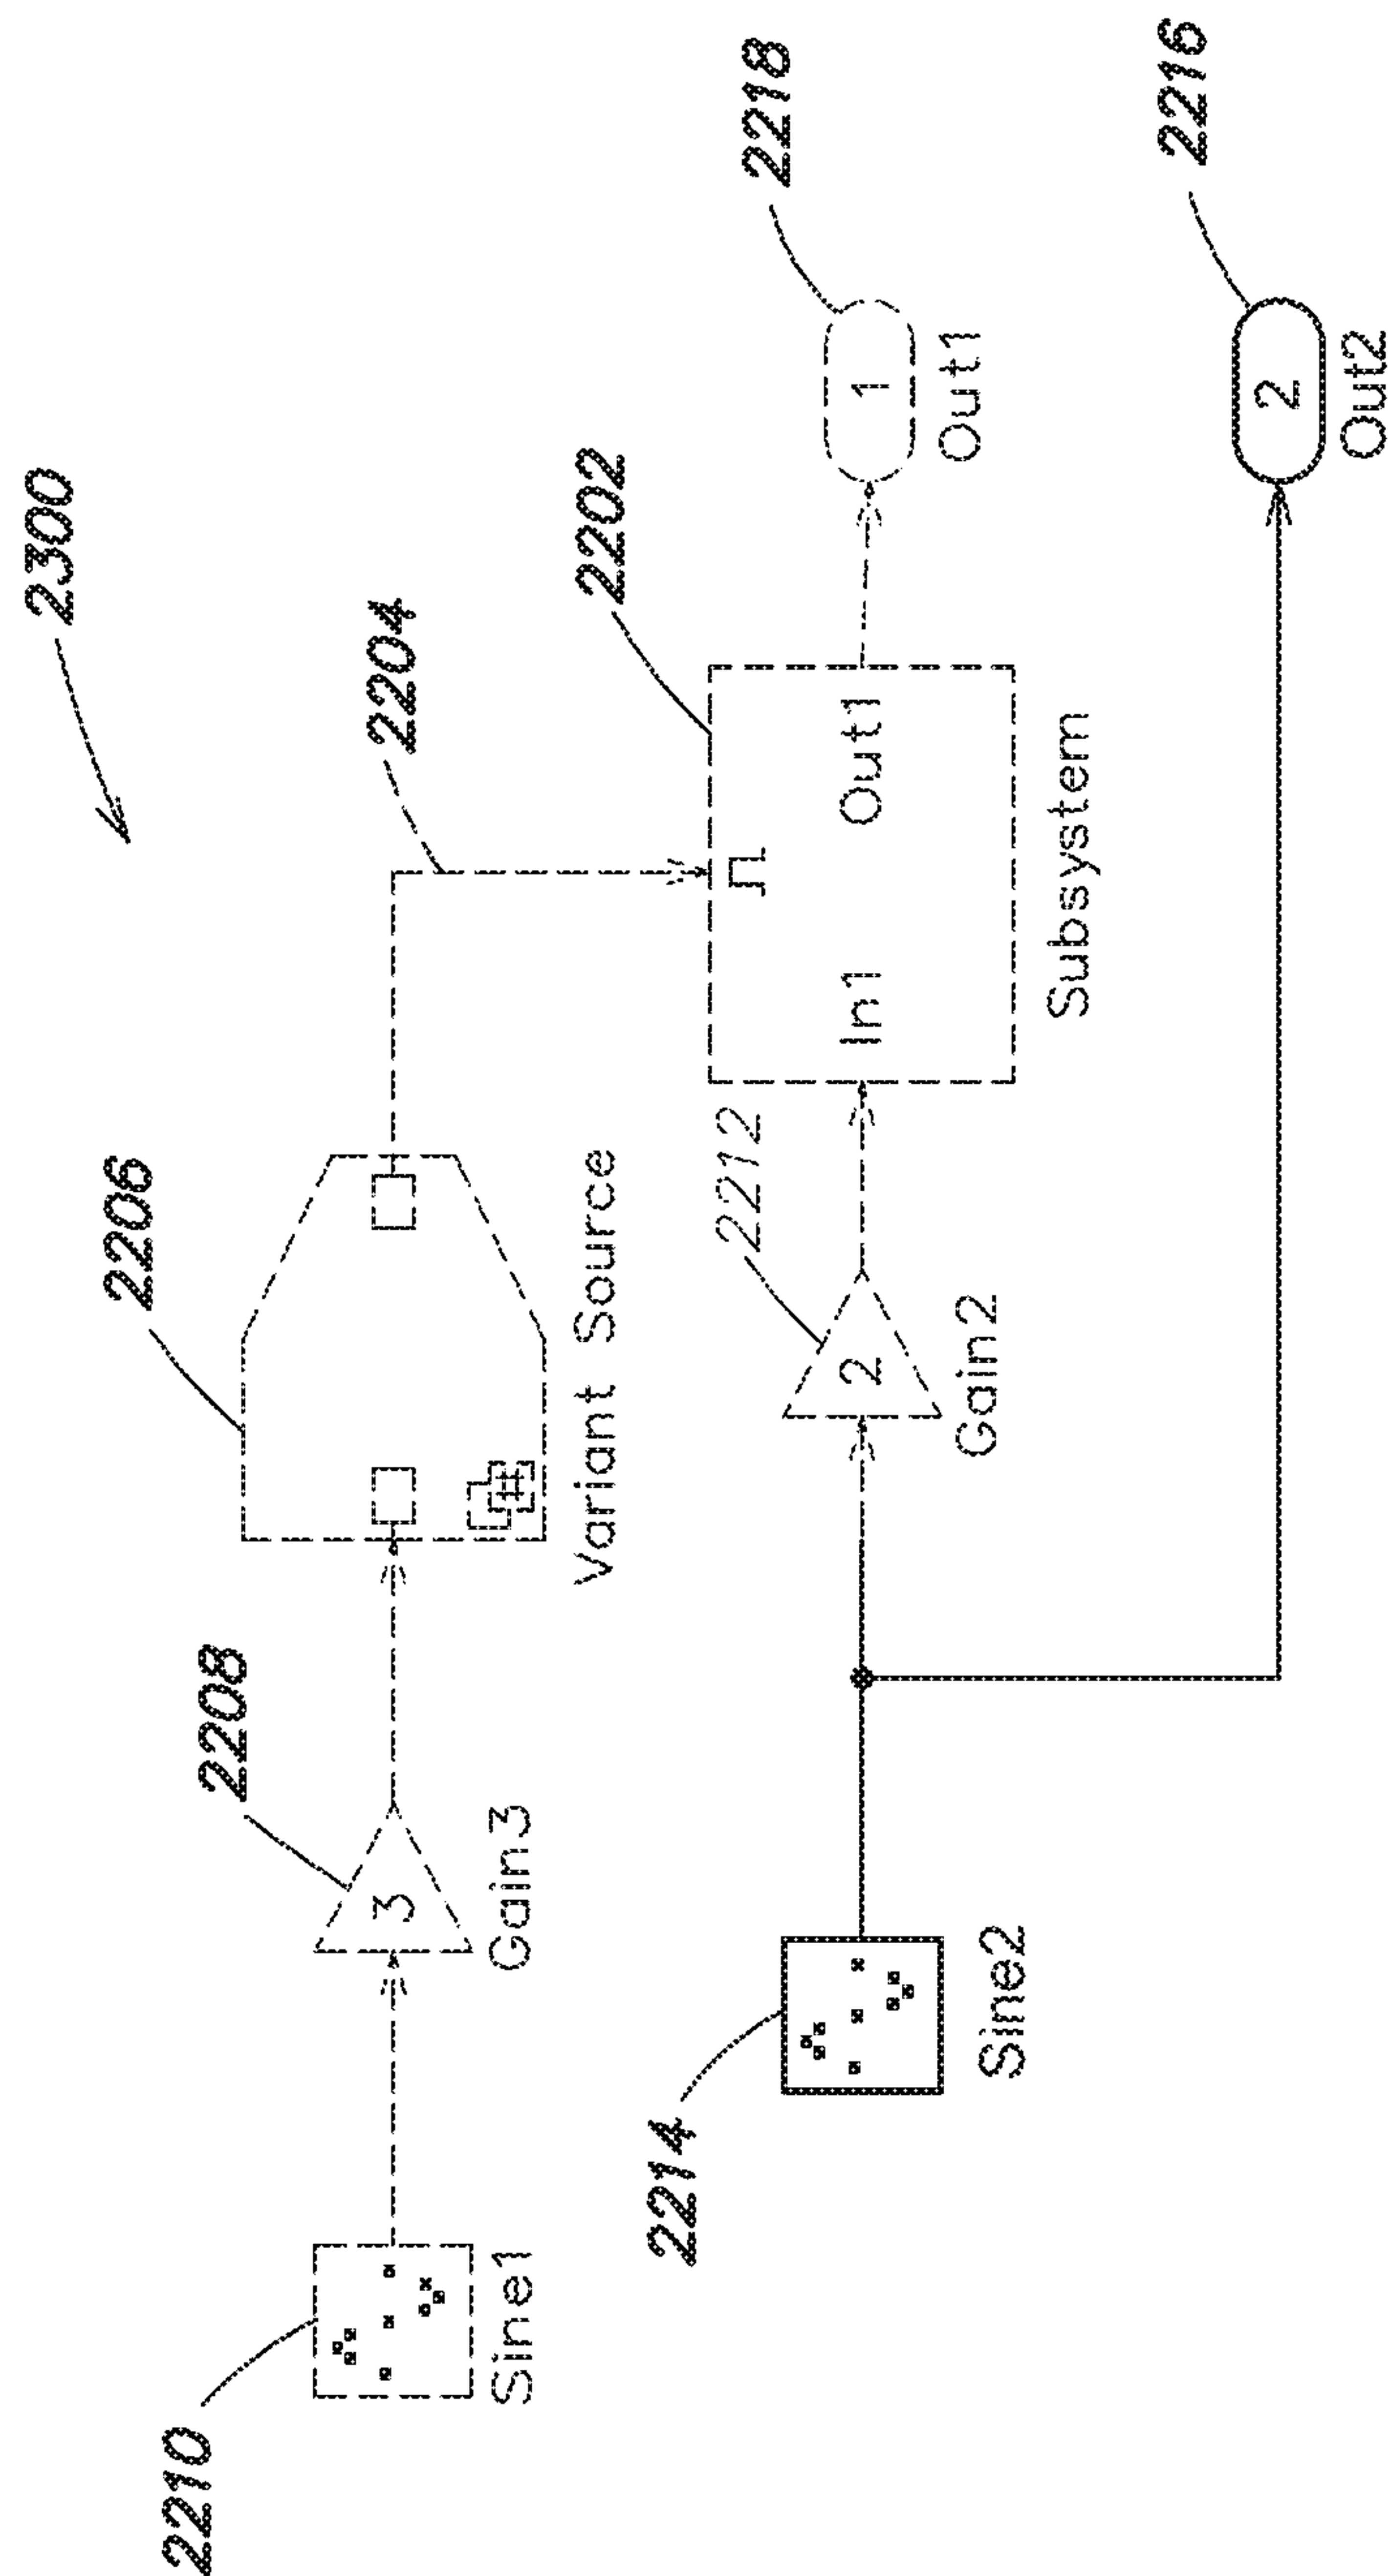 2300
2206
2204
2208
2210
3
Sine1
Gain3
Variant Source
2202
2218
2216
2212
2214
2
In1
Out1
1
Sine2
Gain2
Subsystem
Out1
2
Out2